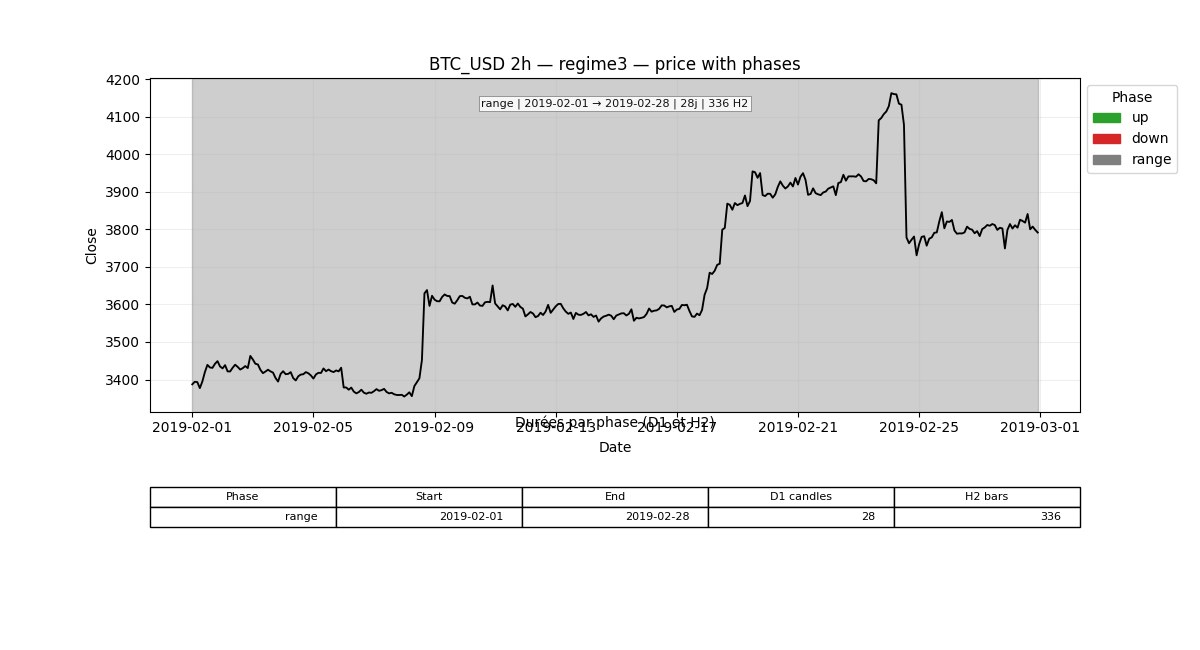 BTC_USD 2h — regime3 — price with phases
4200
4100
4000
3900
3800
3700
3600
3500
3400
Close
range | 2019-02-01 → 2019-02-28 | 28j | 336 H2
Phase
up
down
range
Durées par phase (D1 et H2)
2019-02-01 2019-02-05 2019-02-09 2019-02-13 2019-02-17 2019-02-21 2019-02-25 2019-03-01
Date
Phase Start End D1 candles H2 bars
range 2019-02-01 2019-02-28 28 336